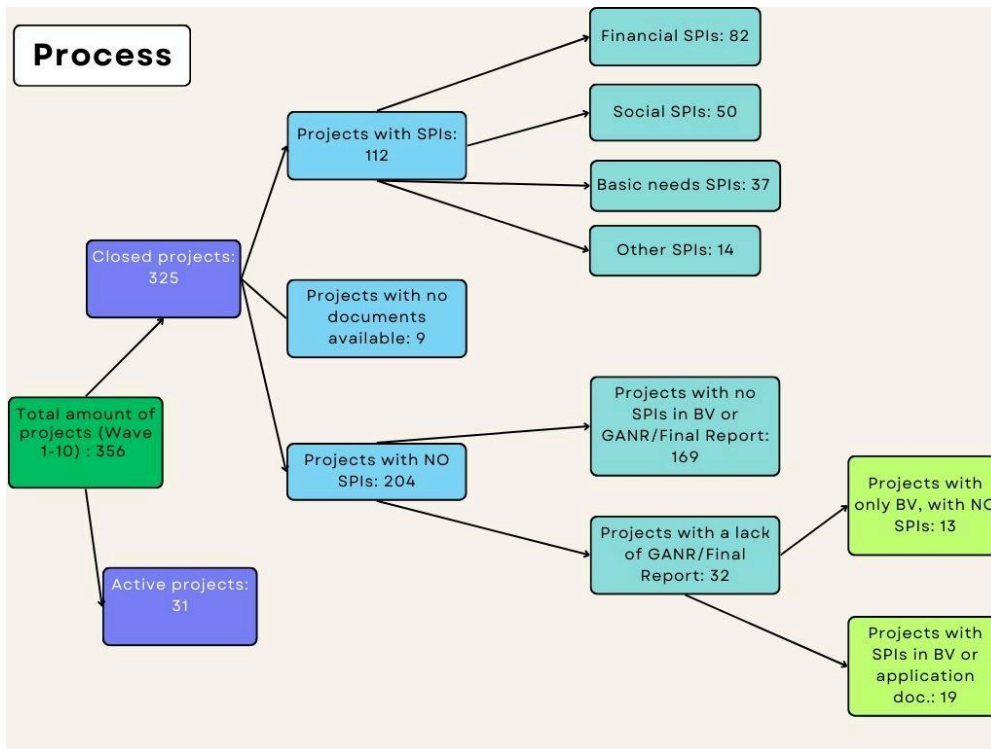 Process
Financial SPIs: 82
Social SPIs: 50
Projects with SPIs:
112
Basic needs SPIs: 37
Other SPIs: 14
Closed projects:
325
Projects with no
documents
available: 9
Total amount of
projects (Wave
1-10) : 356
Projects with no
SPIs in BV or
GANR/Final Report:
169
Projects with NO
SPIs: 204
Projects with
only BV, with NO
SPIs: 13
Projects with a lack
of GANR/Final
Report: 32
Active projects:
31
Projects with
SPIs in BV or
application
doc.: 19